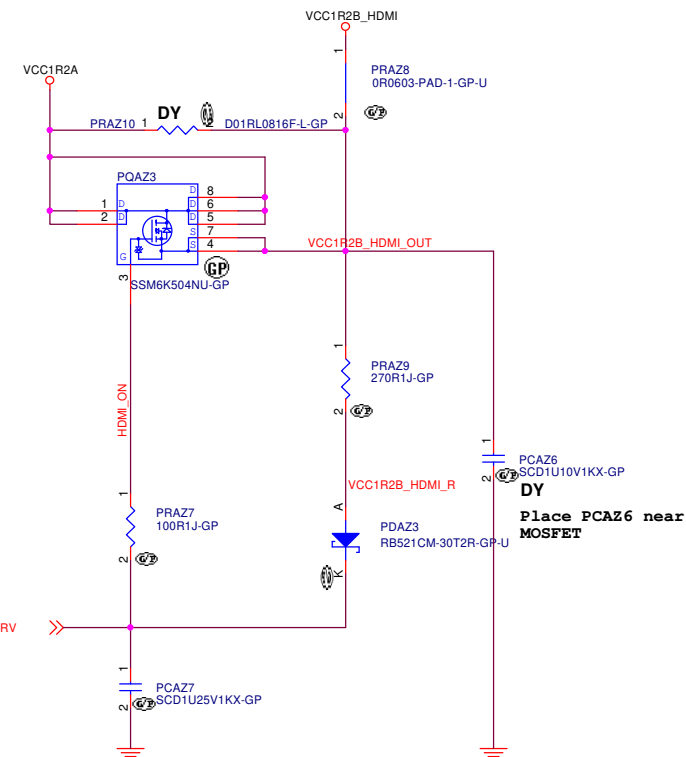 VCC1R2B_HDMI
1
VCC1R2A
PRAZ8
0R0603-PAD-1-GP-U
2
G/P
PRAZ10
1
DY
2
D01RL0816F-L-GP
PQAZ3
1
D
D
8
2
D
D
6
D
5
S
7
S
4
G
VCC1R2B_HDMI_OUT
GP
3
SSM6K504NU-GP
1
PRAZ9
270R1J-GP
2
G/P
HDMI_ON
1
PCAZ6
SCD1U10V1KX-GP
2
G/P
DY
Place PCAZ6 near
MOSFET
VCC1R2B_HDMI_R
1
PRAZ7
100R1J-GP
2
G/P
A
PDAZ3
RB521CM-30T2R-GP-U
K
RV
1
PCAZ7
SCD1U25V1KX-GP
2
G/P